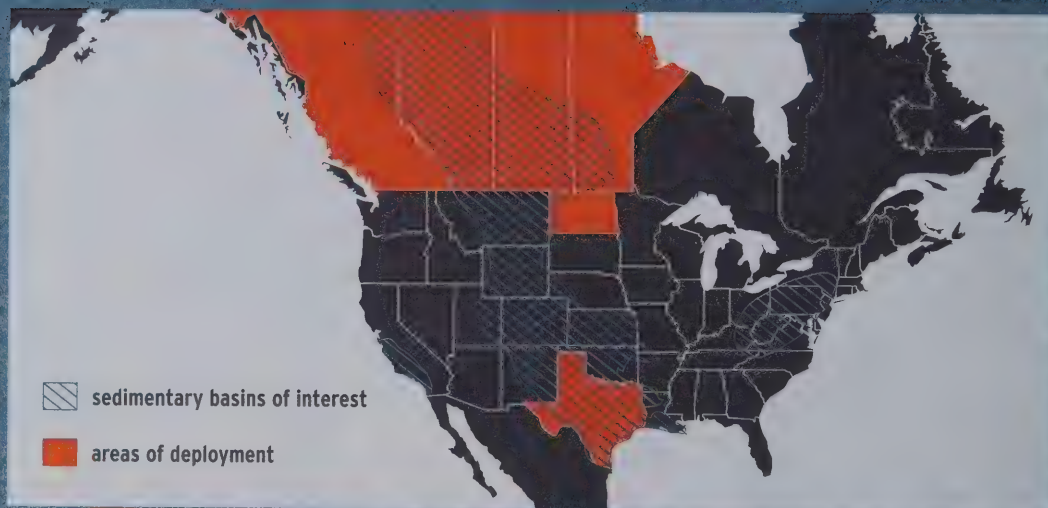 sedimentary basins of interest
areas of deployment